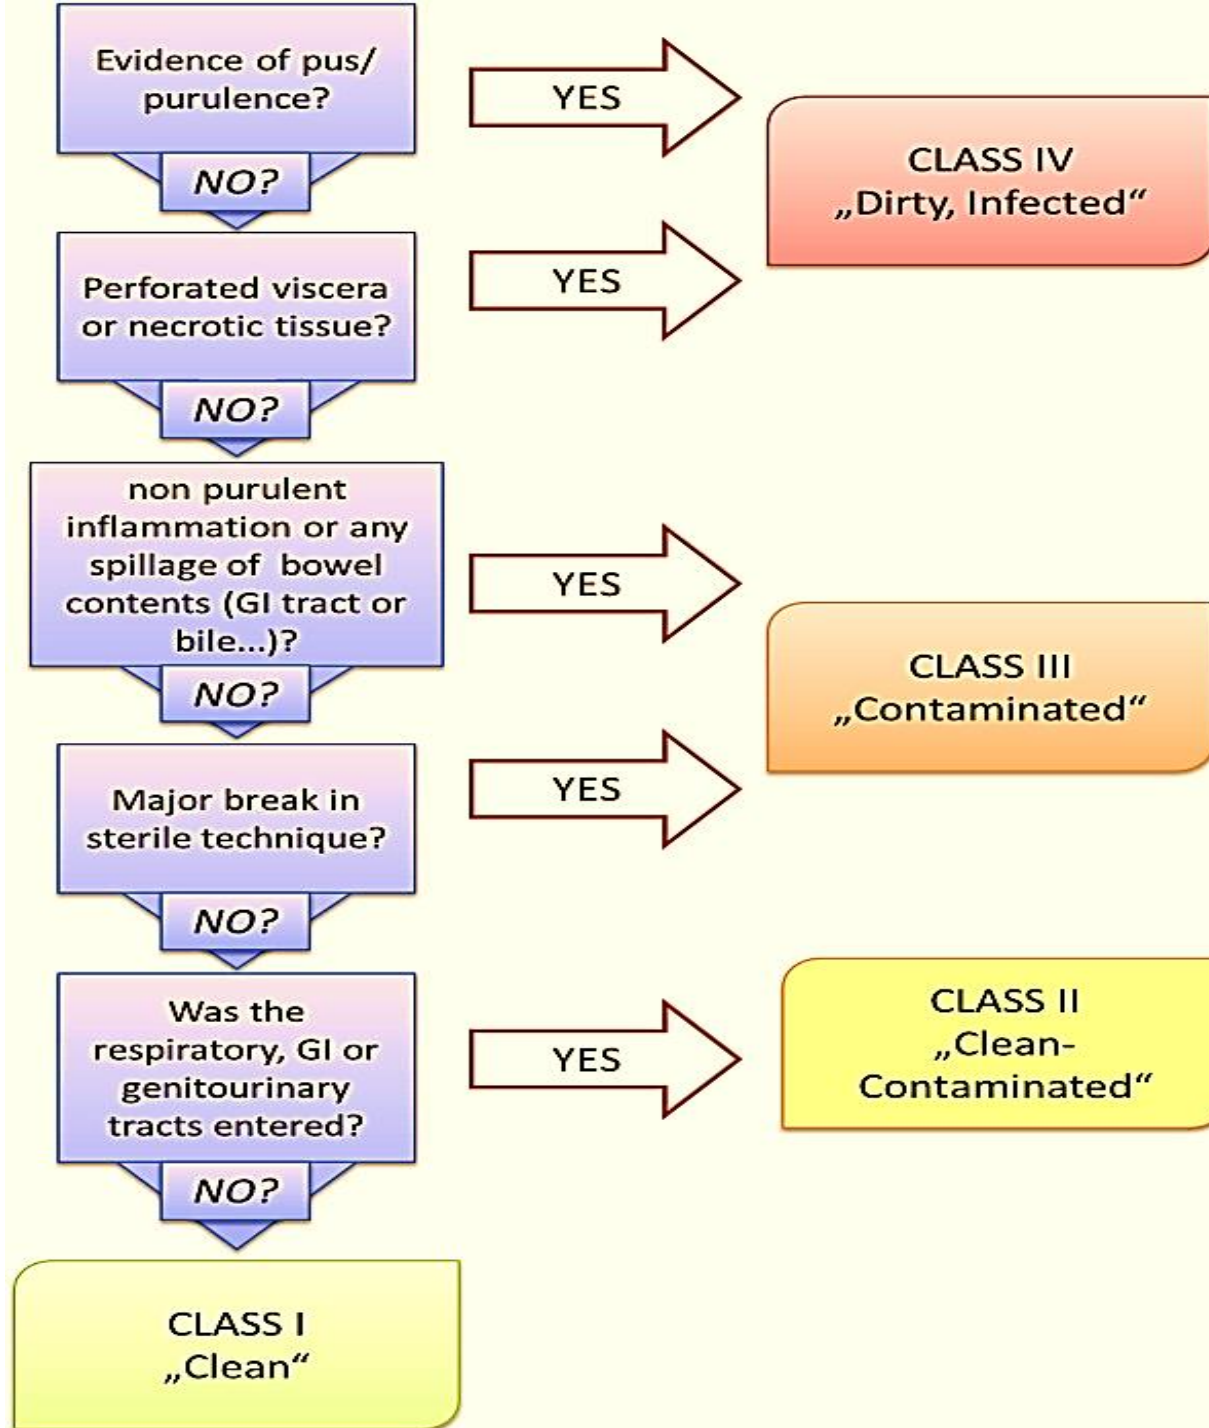 Evidence of pus/
purulence?
YES
CLASS IV
„Dirty, Infected“
NO?
Perforated viscera
or necrotic tissue?
YES
NO?
non purulent
inflammation or any
spillage of  bowel
contents (GI tract or
bile...)?
YES
CLASS III
„Contaminated“
NO?
Major break in
sterile technique?
YES
NO?
Was the
respiratory, GI or
genitourinary
tracts entered?
YES
CLASS II
„Clean-
Contaminated“
NO?
CLASS I
„Clean“